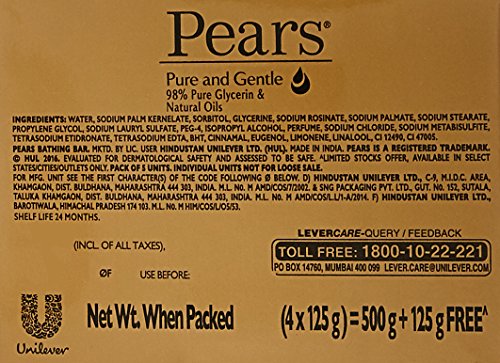 Pears®
Pure and Gentle
98% Pure Glycerin &
Natural Oils
INGREDIENTS: WATER, SODIUM PALM KERNELATE, SORBITOL, GLYCERINE, SODIUM ROSINATE, SODIUM PALMATE, SODIUM STEARATE,
PROPYLENE GLYCOL, SODIUM LAURYL SULFATE, PEG-4, ISOPROPYL ALCOHOL, PERFUME, SODIUM CHLORIDE, SODIUM METABISULFITE,
TETRASODIUM ETIDRONATE, TETRASODIUM EDTA, BHT, CINNAMAL, EUGENOL, LIMONENE, LINALOOL, CI 12490, CI 47005.
PEARS BATHING BAR. MKTD. BY LIC. USER HINDUSTAN UNILEVER LTD. (HUL). MADE IN INDIA. PEARS IS A REGISTERED TRADEMARK.
© HUL 2016. EVALUATED FOR DERMATOLOGICAL SAFETY AND ASSESSED TO BE SAFE. ^LIMITED STOCKS OFFER, AVAILABLE IN SELECT
STATES/CITIES/OUTLETS ONLY. PACK OF 5 UNITS. INDIVIDUAL UNITS NOT FOR LOOSE SALE.
FOR MFG. UNIT SEE THE FIRST CHARACTER(S) OF THE CODE FOLLOWING Ø BELOW. D) HINDUSTAN UNILEVER LTD., C-9, M.I.D.C. AREA,
KHAMGAON, DIST. BULDHANA, MAHARASHTRA 444 303, INDIA. M.L. No. M AMD/COS/7/2002. & SNG PACKAGING PVT. LTD., GUT. No. 152, SUTALA,
TALUKA KHAMGAON, DIST. BULDHANA, MAHARASHTRA 444 303, INDIA. M.L. No. M AMD/COS/L/L/1-A/2014. F) HINDUSTAN UNILEVER LTD.,
BAROTIWALA, HIMACHAL PRADESH 174 103. M.L. No. M HIM/COS/L/05/53.
SHELF LIFE 24 MONTHS.
LEVERCARE-QUERY / FEEDBACK
(INCL. OF ALL TAXES),
TOLL FREE: 1800-10-22-221
PO BOX 14760, MUMBAI 400 099 LEVER.CARE@UNILEVER.COM
ØF USE BEFORE:
Net Wt. When Packed (4 x 125 g) = 500 g + 125 g FREE^
Unilever